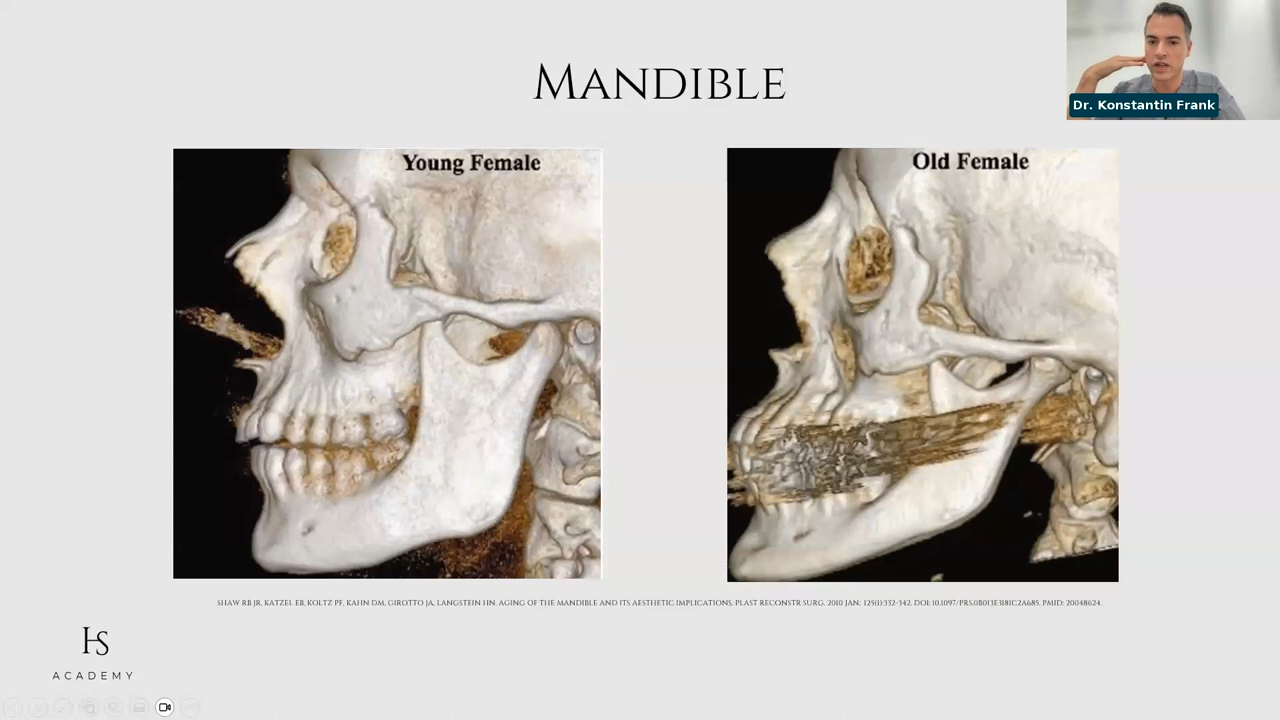 MANDIBLE
Dr. Konstantin Frank
Young Female
Old Female
SHAW RB JR, KATZEL EB, KOLTZ PF, KAHN DM, GIROTTO JA, LANGSTEIN HN. AGING OF THE MANDIBLE AND ITS AESTHETIC IMPLICATIONS. PLAST RECONSTR SURG. 2010 JAN; 125(1):332-342. DOI: 10.1097/PRS.0B013E3181C2A685. PMID: 20048624.
HS
ACADEMY